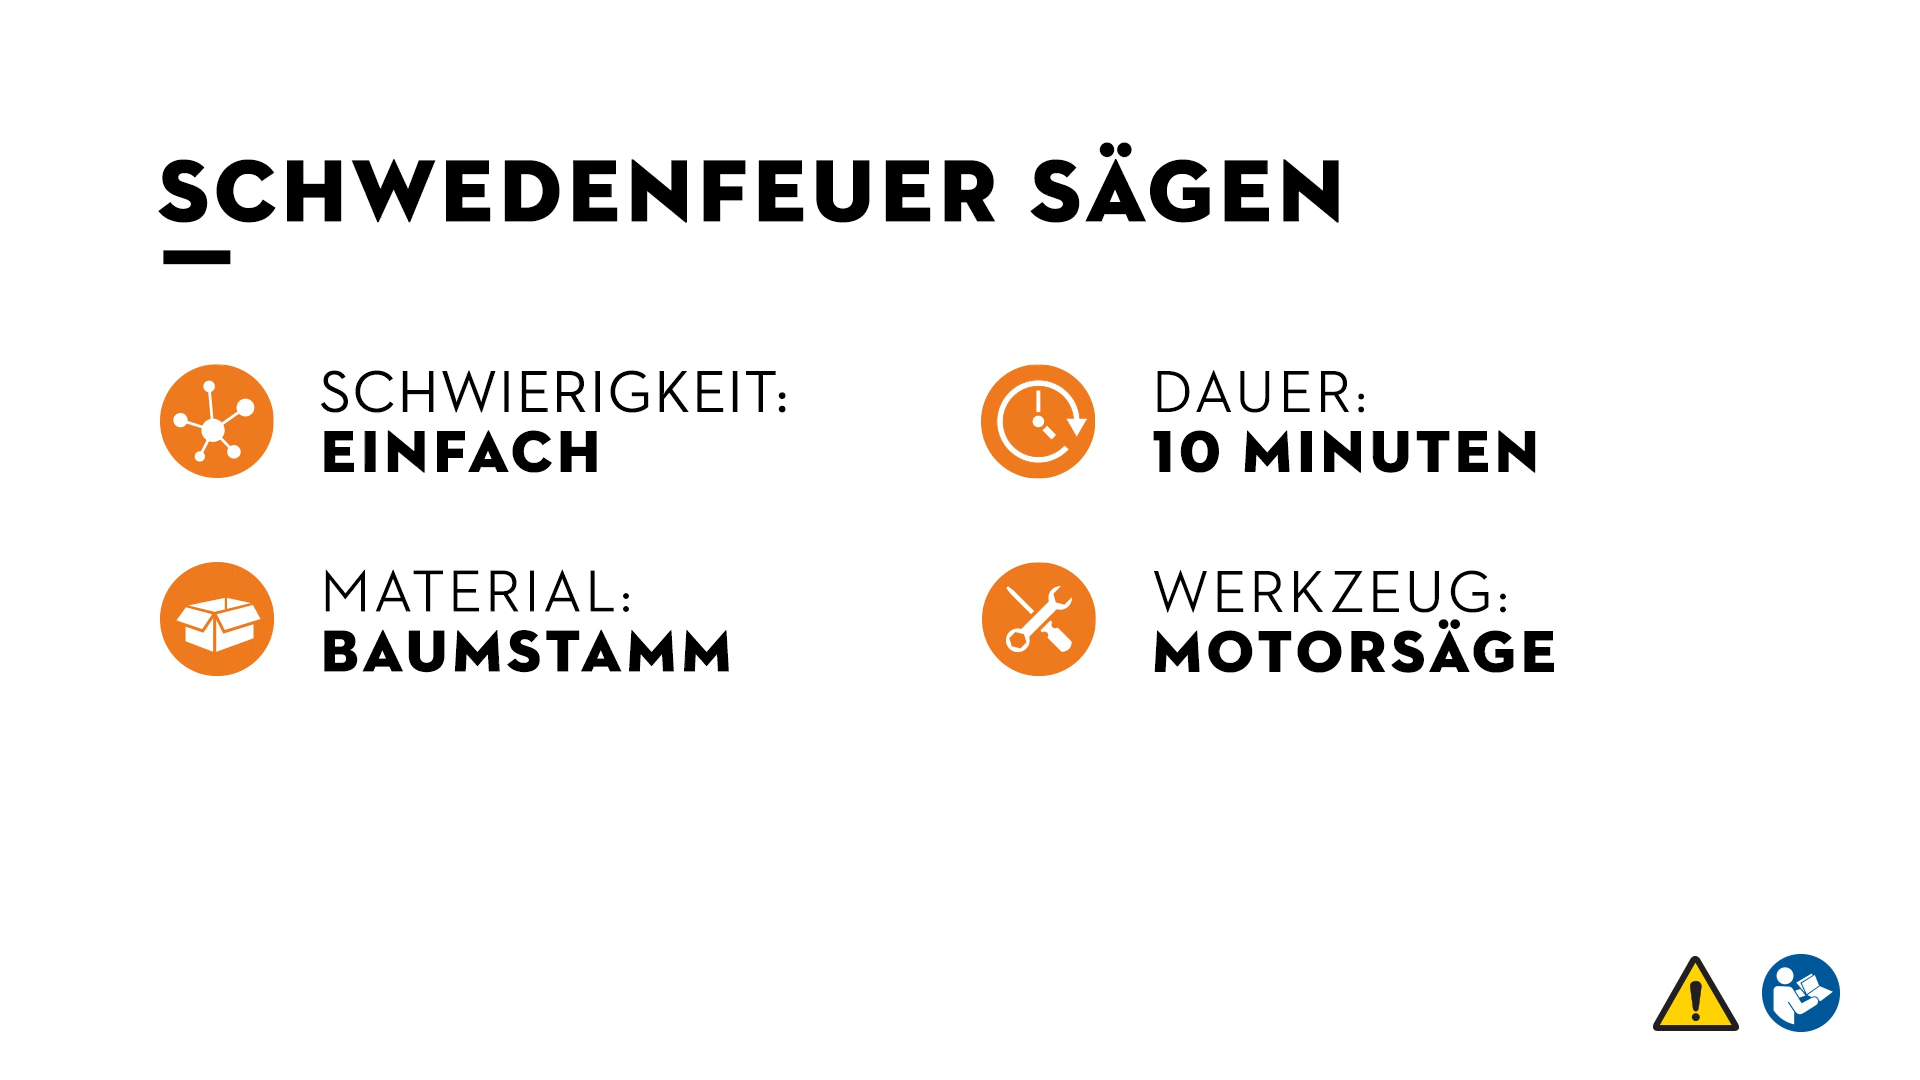 SCHWEDENFEUER SÄGEN
SCHWIERIGKEIT:
EINFACH
DAUER:
10 MINUTEN
MATERIAL:
BAUMSTAMM
WERKZEUG:
MOTORSÄGE